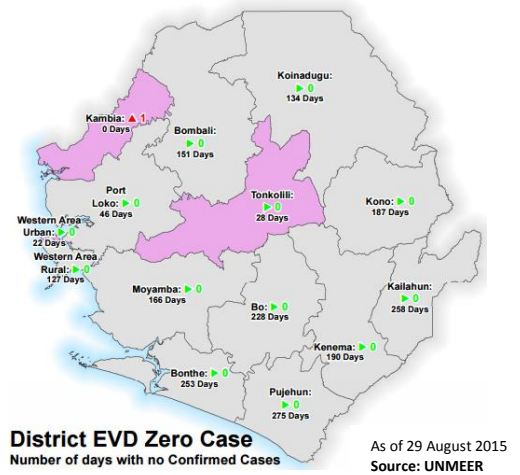 Koinadugu:
0
134 Days
Kambia: 1
0 Days
Bombali:
0
151 Days
Port
Loko: 0
46 Days
Tonkolili:
0
28 Days
Kono: 0
187 Days
Western Area
Urban: 0
22 Days
Western Area
Rural: 0
127 Days
Moyamba: 0
166 Days
Bo: 0
228 Days
Kailahun:
0
258 Days
Kenema: 0
190 Days
Bonthe: 0
253 Days
Pujehun:
0
275 Days
District EVD Zero Case
Number of days with no Confirmed Cases
As of 29 August 2015
Source: UNMEER